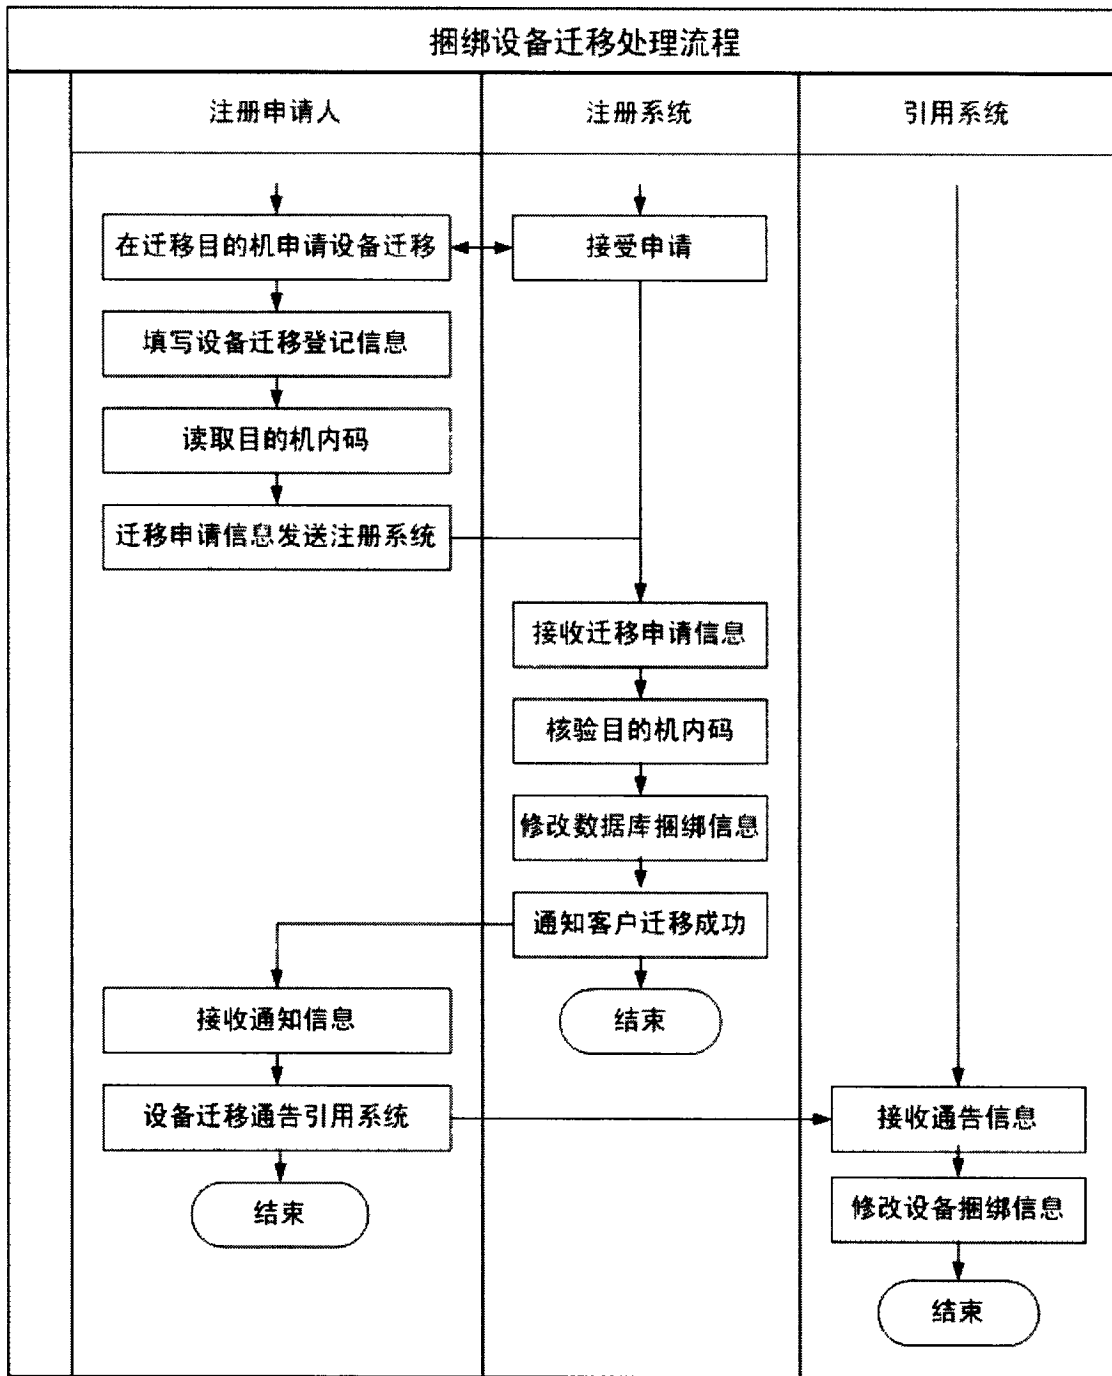 捆绑设备迁移处理流程
注册申请人
注册系统
引用系统
在迁移目的机申请设备迁移
接受申请
填写设备迁移登记信息
读取目的机内码
迁移申请信息发送注册系统
接收迁移申请信息
核验目的机内码
修改数据库捆绑信息
通知客户迁移成功
接收通知信息
结束
设备迁移通告引用系统
接收通告信息
结束
修改设备捆绑信息
结束